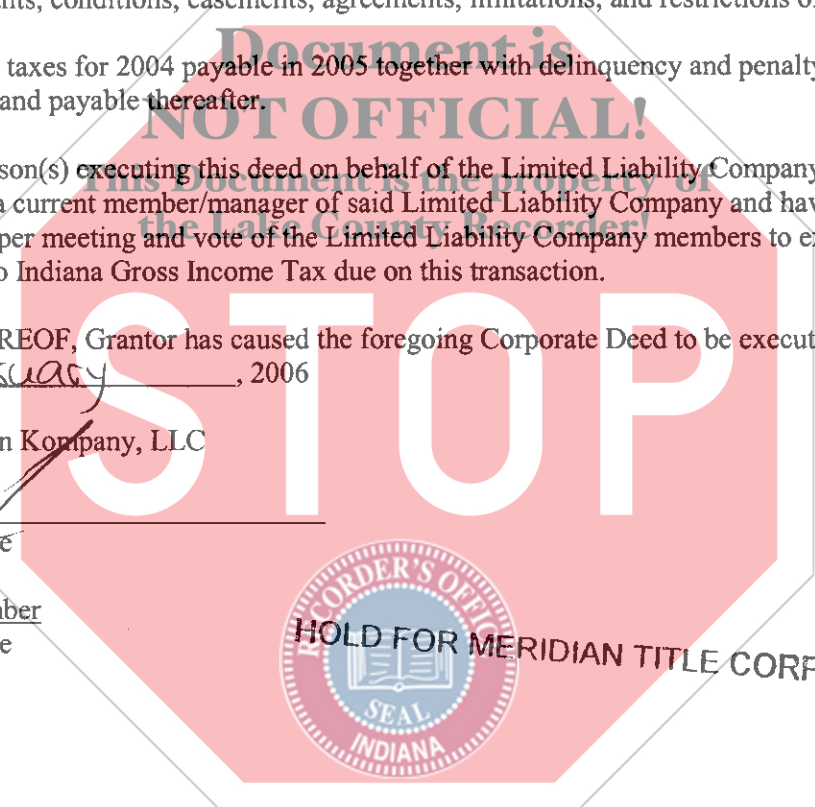 conditions, easements, agreements, limitations, and restrictions
Document is
taxes for 2004 payable in 2005 together with delinquency and penalty
and payable thereafter.
NOT OFFICIAL!
son(s) executing this deed on behalf of the Limited Liability Company
This Document is the property of
a current member/manager of said Limited Liability Company and hav
the Lake County Recorder!
per meeting and vote of the Limited Liability Company members to ex
o Indiana Gross Income Tax due on this transaction.
STOP
REOF, Grantor has caused the foregoing Corporate Deed to be execut
uary, 2006
n Kompany, LLC
e
nber
e
HOLD FOR MERIDIAN TITLE CORP
RECORDER'S OFFICE
SEAL
INDIANA